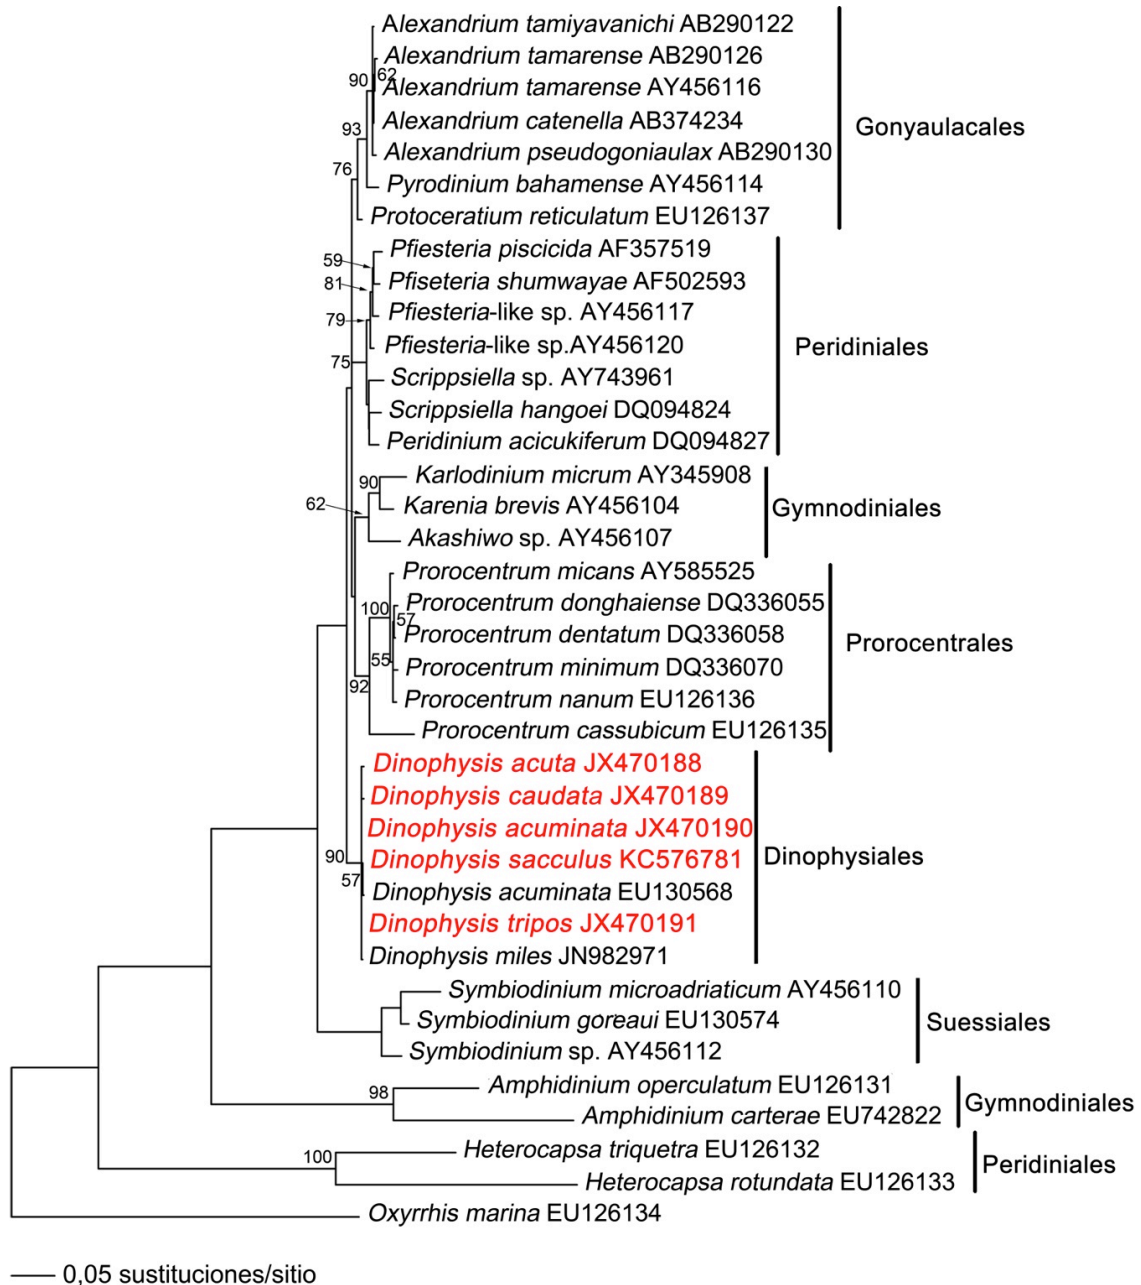 Alexandrium tamiyavanichi AB290122
Alexandrium tamarense AB290126
90
62
Alexandrium tamarense AY456116
Alexandrium catenella AB374234
Gonyaulacales
93
Alexandrium pseudogoniaulax AB290130
76
Pyrodinium bahamense AY456114
Protoceratium reticulatum EU126137
Pfiesteria piscicida AF357519
59
Pfiseteria shumwayae AF502593
81
Pfiesteria-like sp. AY456117
79
Pfiesteria-like sp.AY456120
Peridiniales
75
Scrippsiella sp. AY743961
Scrippsiella hangoei DQ094824
Peridinium acicukiferum DQ094827
Karlodinium micrum AY345908
90
Karenia brevis AY456104
Gymnodiniales
62
Akashiwo sp. AY456107
Prorocentrum micans AY585525
Prorocentrum donghaiense DQ336055
100
57
Prorocentrum dentatum DQ336058
Prorocentrales
55
Prorocentrum minimum DQ336070
92
Prorocentrum nanum EU126136
Prorocentrum cassubicum EU126135
Dinophysis acuta JX470188
Dinophysis caudata JX470189
Dinophysis acuminata JX470190
90
Dinophysis sacculus KC576781
Dinophysiales
57
Dinophysis acuminata EU130568
Dinophysis tripos JX470191
Dinophysis miles JN982971
Symbiodinium microadriaticum AY456110
Symbiodinium goreaui EU130574
Suessiales
Symbiodinium sp. AY456112
Amphidinium operculatum EU126131
98
Gymnodiniales
Amphidinium carterae EU742822
Heterocapsa triquetra EU126132
100
Peridiniales
Heterocapsa rotundata EU126133
Oxyrrhis marina EU126134
0,05 sustituciones/sitio